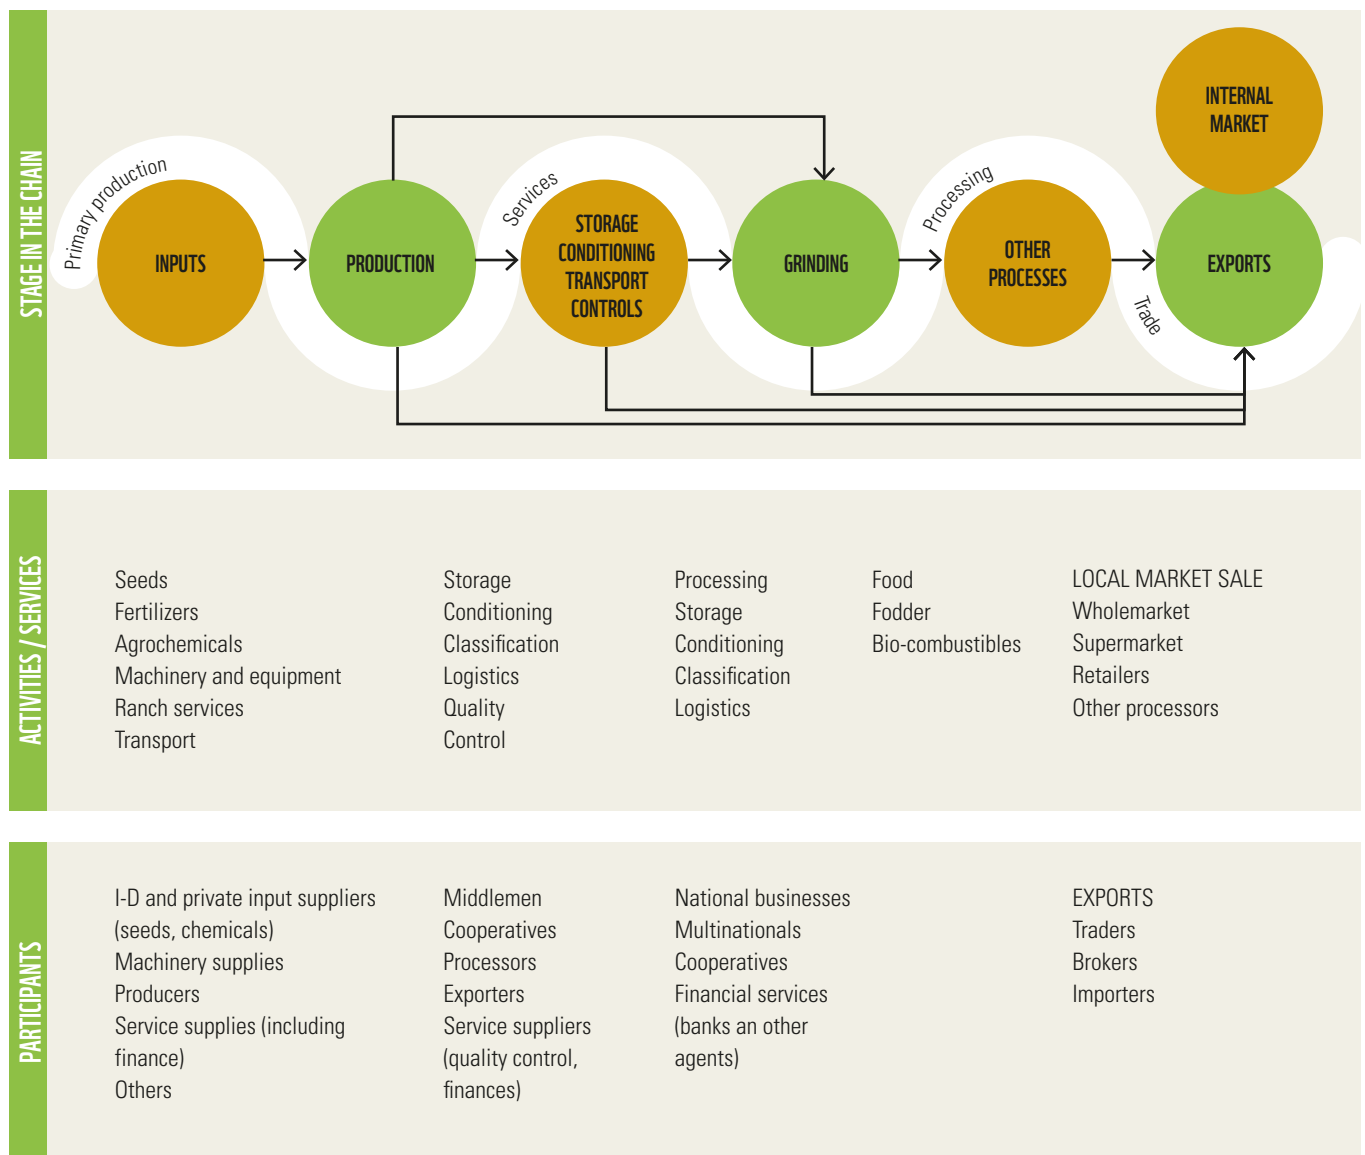 STAGE IN THE CHAIN
Primary production
INPUTS
PRODUCTION
Services
STORAGE
CONDITIONING
TRANSPORT
CONTROLS
GRINDING
Processing
OTHER
PROCESSES
Trade
INTERNAL
MARKET
EXPORTS
ACTIVITIES / SERVICES
Seeds
Fertilizers
Agrochemicals
Machinery and equipment
Ranch services
Transport
Storage
Conditioning
Classification
Logistics
Quality
Control
Processing
Storage
Conditioning
Classification
Logistics
Food
Fodder
Bio-combustibles
LOCAL MARKET SALE
Wholemarket
Supermarket
Retailers
Other processors
PARTICIPANTS
I-D and private input suppliers
(seeds, chemicals)
Machinery supplies
Producers
Service supplies (including
finance)
Others
Middlemen
Cooperatives
Processors
Exporters
Service suppliers
(quality control,
finances)
National businesses
Multinationals
Cooperatives
Financial services
(banks an other
agents)
EXPORTS
Traders
Brokers
Importers